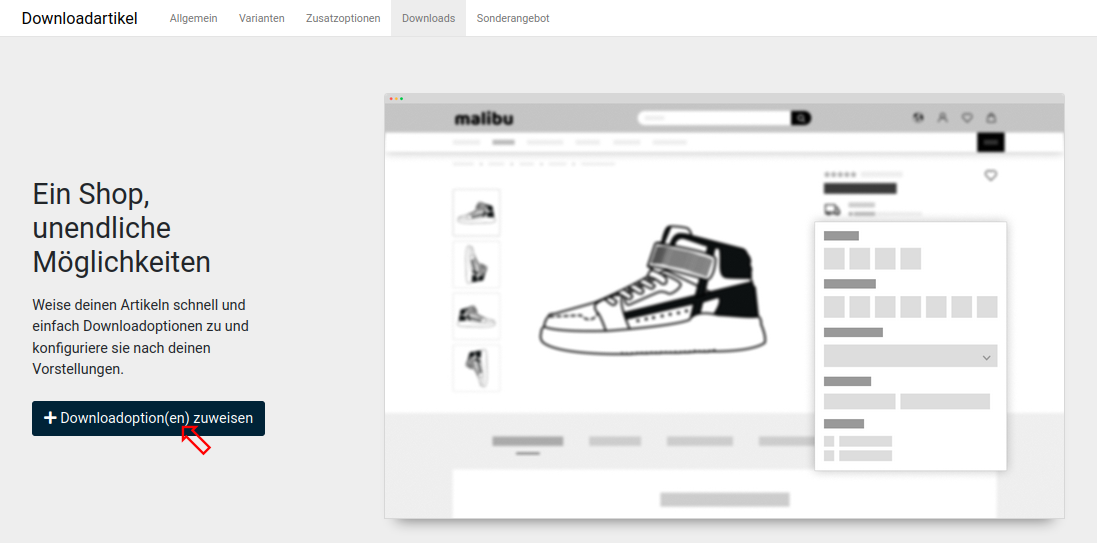 Downloadartikel Allgemein Varianten Zusatzoptionen Downloads Sonderangebot
malibu
Ein Shop,
unendliche
Möglichkeiten
Weise deinen Artikeln schnell und
einfach Downloadoptionen zu und
konfiguriere sie nach deinen
Vorstellungen.
Downloadoption(en) zuweisen